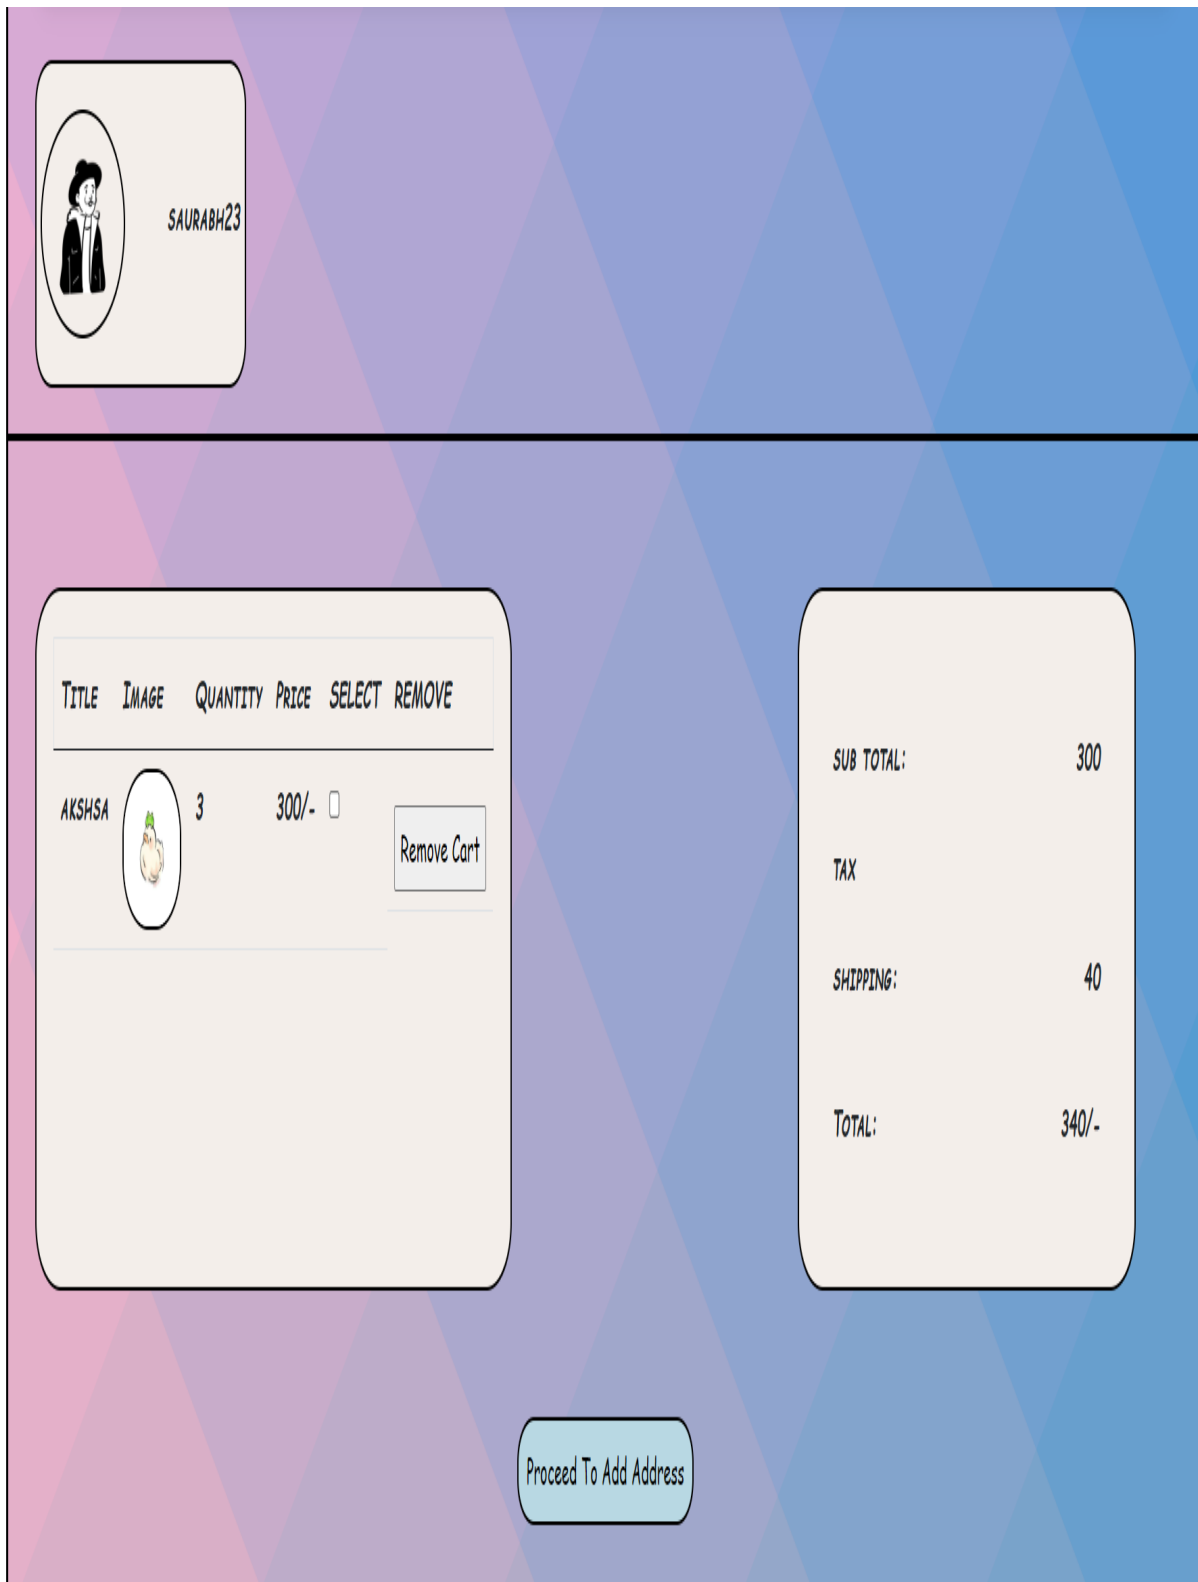 saurabh23
Title Image Quantity Price SELECT REMOVE
akshsa 3 300/-
Remove Cart
sub total: 300
tax
shipping: 40
Total: 340/-
Proceed To Add Address